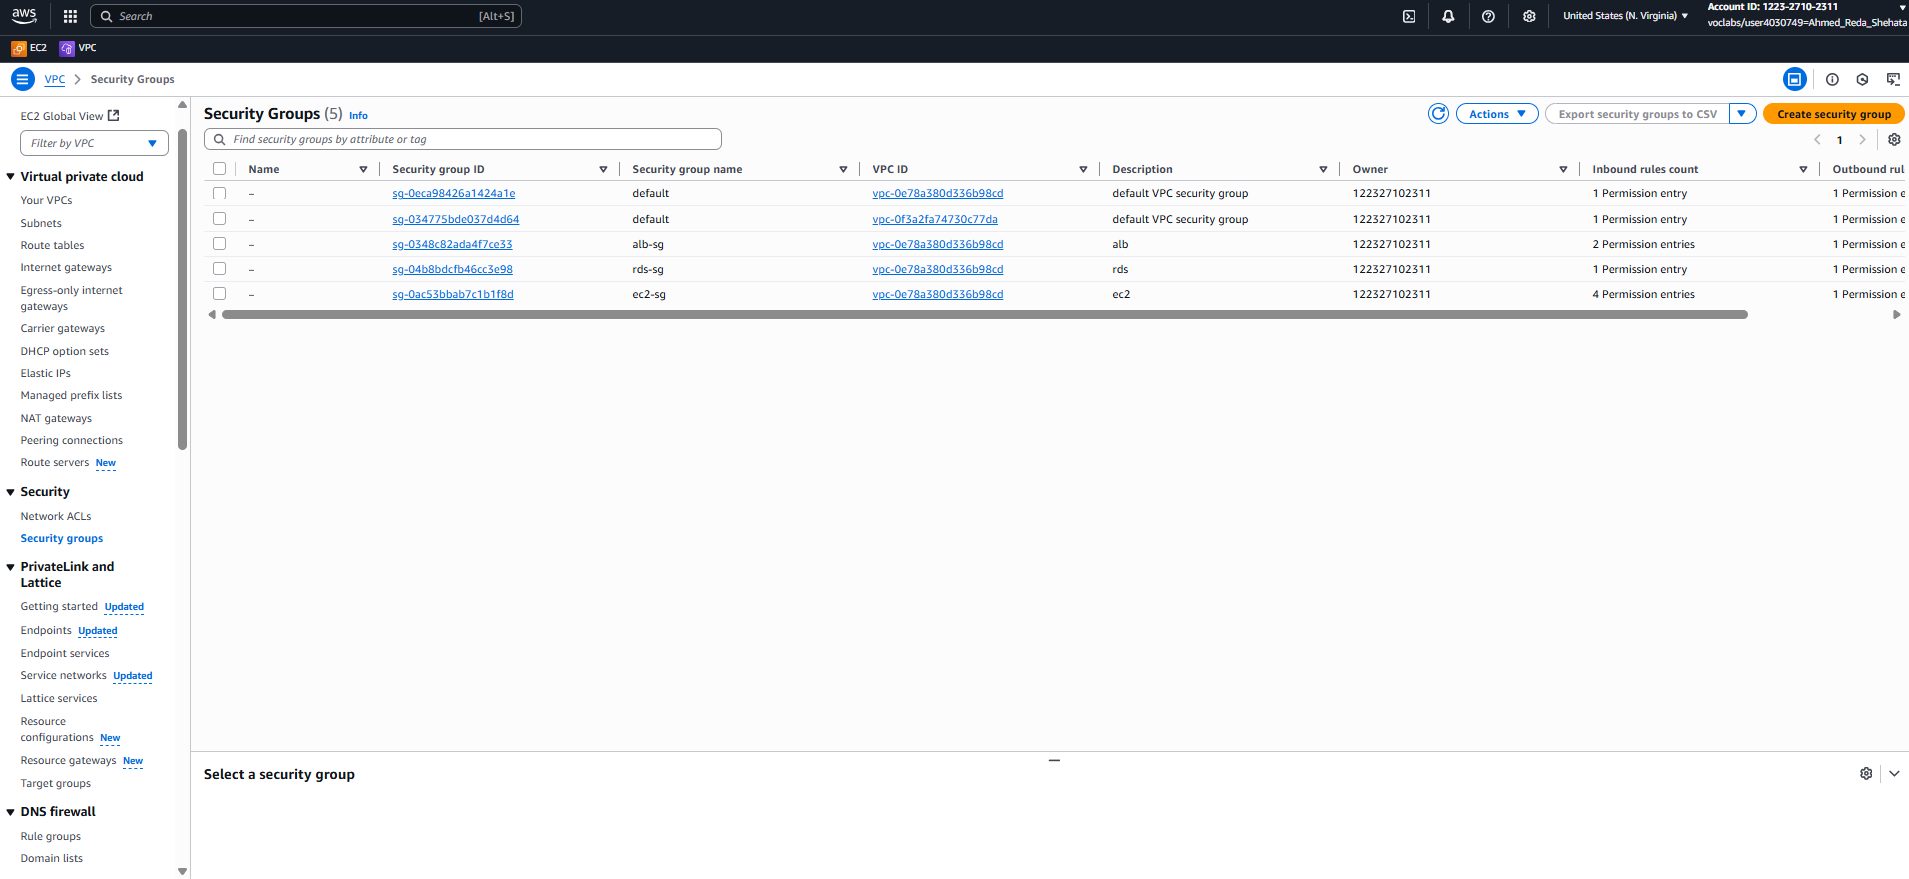 aws
Search [Alt+S]
United States (N. Virginia)
Account ID: 1223-2710-2311
voclabs/user4030749=Ahmed_Reda_Shehata
EC2 VPC
VPC Security Groups
EC2 Global View
Filter by VPC
Virtual private cloud
Your VPCs
Subnets
Route tables
Internet gateways
Egress-only internet
gateways
Carrier gateways
DHCP option sets
Elastic IPs
Managed prefix lists
NAT gateways
Peering connections
Route servers New
Security
Network ACLs
Security groups
PrivateLink and
Lattice
Getting started Updated
Endpoints Updated
Endpoint services
Service networks Updated
Lattice services
Resource
configurations New
Resource gateways New
Target groups
DNS firewall
Rule groups
Domain lists
Security Groups (5) Info
Actions
Export security groups to CSV
Create security group
Find security groups by attribute or tag
1
Name Security group ID Security group name VPC ID Description Owner Inbound rules count Outbound rul
– sg-0eca98426a1424a1e default vpc-0e78a380d336b98cd default VPC security group 122327102311 1 Permission entry 1 Permission e
– sg-034775bde037d4d64 default vpc-0f3a2fa74730c77da default VPC security group 122327102311 1 Permission entry 1 Permission e
– sg-0348c82ada4f7ce33 alb-sg vpc-0e78a380d336b98cd alb 122327102311 2 Permission entries 1 Permission e
– sg-04b8bdcfb46cc3e98 rds-sg vpc-0e78a380d336b98cd rds 122327102311 1 Permission entry 1 Permission e
– sg-0ac53bbab7c1b1f8d ec2-sg vpc-0e78a380d336b98cd ec2 122327102311 4 Permission entries 1 Permission e
Select a security group